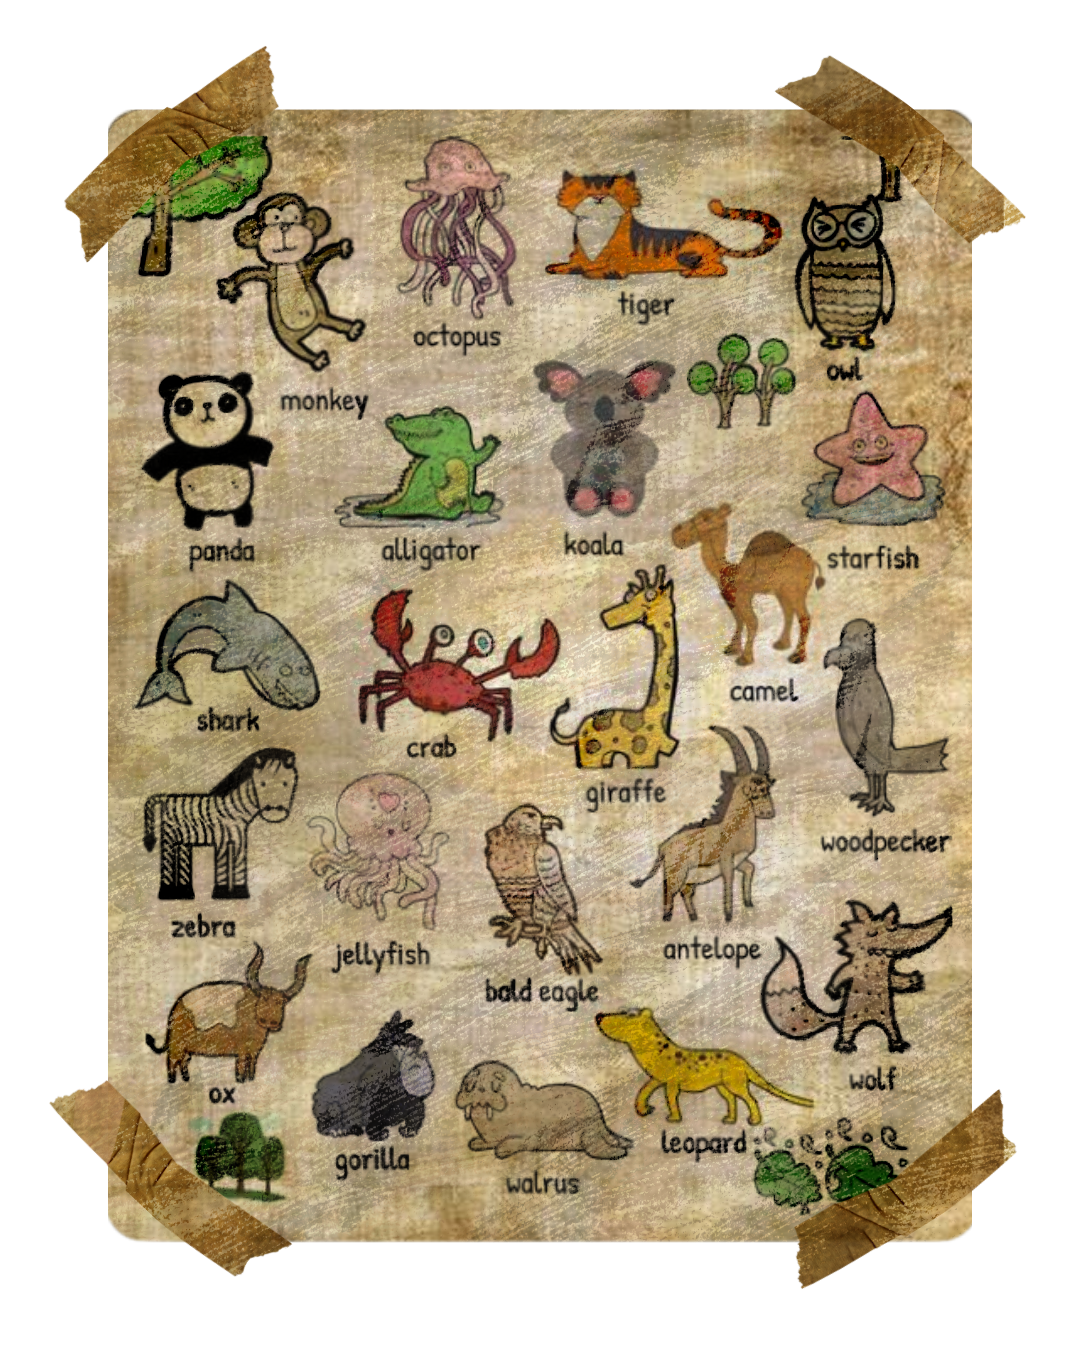 tiger
octopus
owl
monkey
panda
alligator
koala
starfish
camel
shark
crab
giraffe
woodpecker
zebra
jellyfish
bald eagle
antelope
wolf
ox
gorilla
walrus
leopard